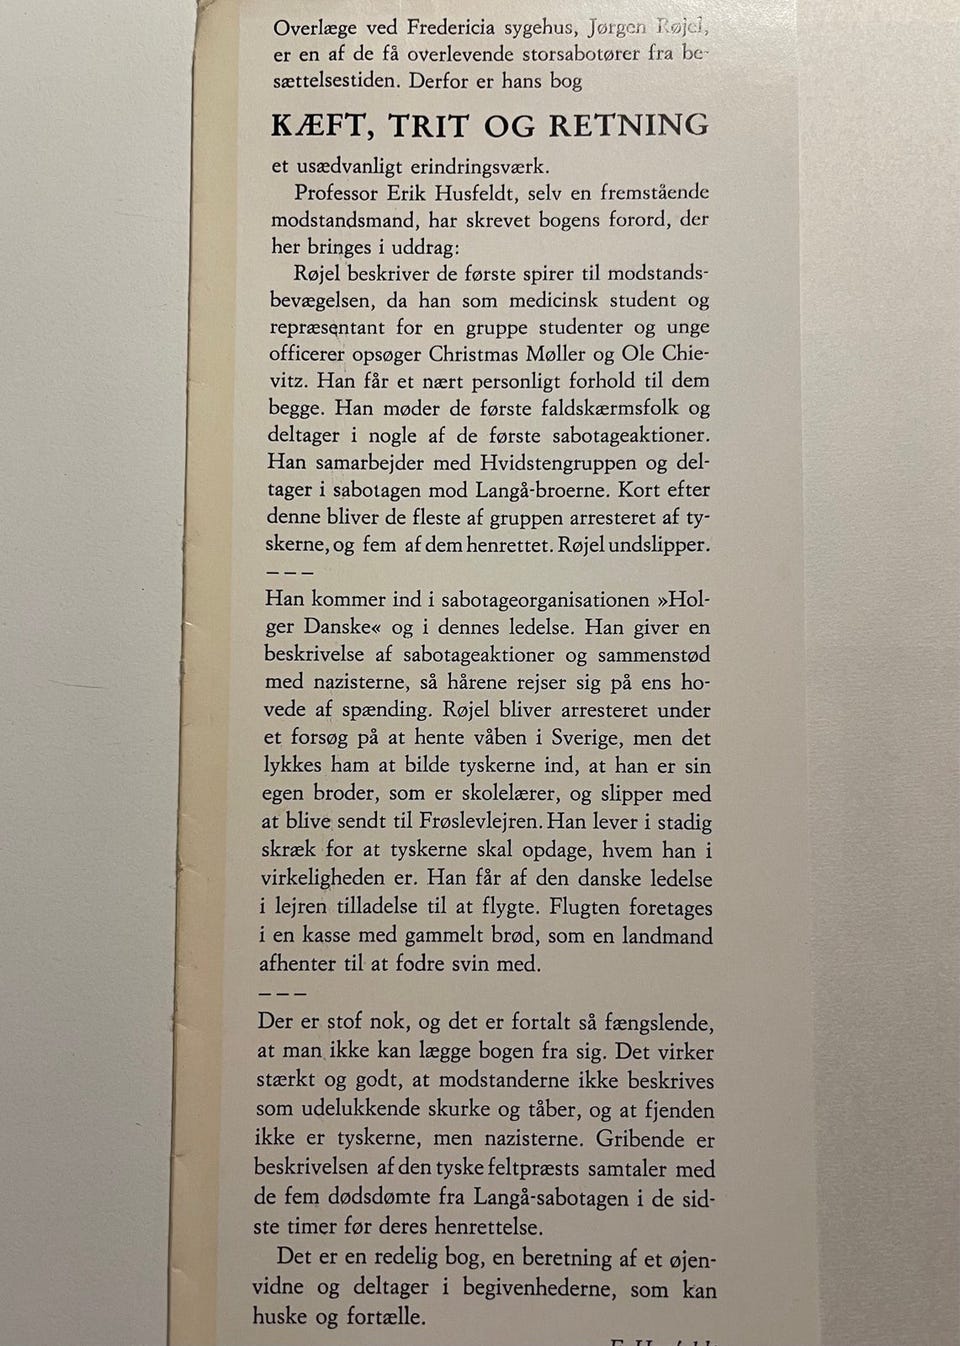 Overlæge ved Fredericia sygehus, Jørgen Røjel,
er en af de få overlevende storsabotører fra be-
sættelsestiden. Derfor er hans bog
KÆFT, TRIT OG RETNING
et usædvanligt erindringsværk.
Professor Erik Husfeldt, selv en fremstående
modstandsmand, har skrevet bogens forord, der
her bringes i uddrag:
Røjel beskriver de første spirer til modstands-
bevægelsen, da han som medicinsk student og
repræsentant for en gruppe studenter og unge
officerer opsøger Christmas Møller og Ole Chie-
vitz. Han får et nært personligt forhold til dem
begge. Han møder de første faldskærmsfolk og
deltager i nogle af de første sabotageaktioner.
Han samarbejder med Hvidstengruppen og del-
tager i sabotagen mod Langå-broerne. Kort efter
denne bliver de fleste af gruppen arresteret af ty-
skerne, og fem af dem henrettet. Røjel undslipper.
– – –
Han kommer ind i sabotageorganisationen »Hol-
ger Danske« og i dennes ledelse. Han giver en
beskrivelse af sabotageaktioner og sammenstød
med nazisterne, så hårene rejser sig på ens ho-
vede af spænding. Røjel bliver arresteret under
et forsøg på at hente våben i Sverige, men det
lykkes ham at bilde tyskerne ind, at han er sin
egen broder, som er skolelærer, og slipper med
at blive sendt til Frøslevlejren. Han lever i stadig
skræk for at tyskerne skal opdage, hvem han i
virkeligheden er. Han får af den danske ledelse
i lejren tilladelse til at flygte. Flugten foretages
i en kasse med gammelt brød, som en landmand
afhenter til at fodre svin med.
– – –
Der er stof nok, og det er fortalt så fængslende,
at man ikke kan lægge bogen fra sig. Det virker
stærkt og godt, at modstanderne ikke beskrives
som udelukkende skurke og tåber, og at fjenden
ikke er tyskerne, men nazisterne. Gribende er
beskrivelsen af den tyske feltpræsts samtaler med
de fem dødsdømte fra Langå-sabotagen i de sid-
ste timer før deres henrettelse.
Det er en redelig bog, en beretning af et øjen-
vidne og deltager i begivenhederne, som kan
huske og fortælle.